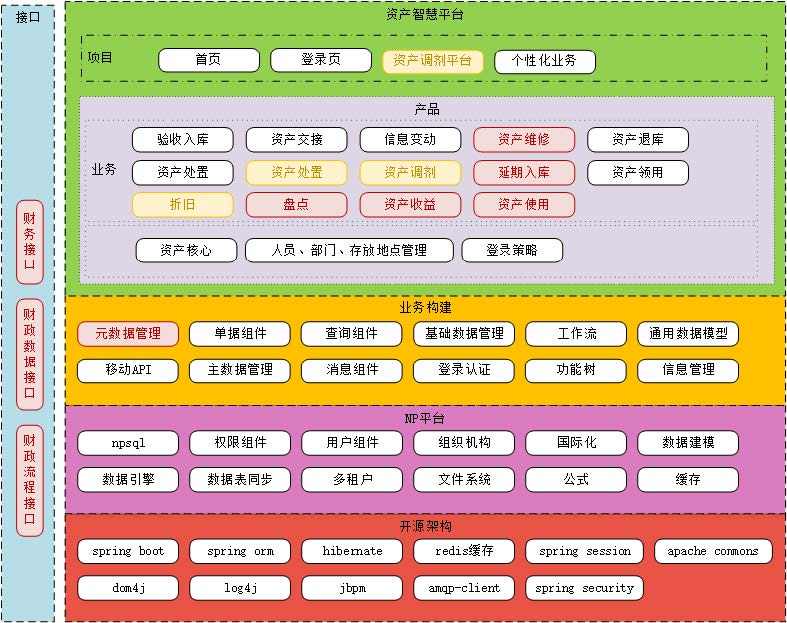 接口
财务接口
财政数据接口
财政流程接口
资产智慧平台
项目
首页 登录页 资产调剂平台 个性化业务
产品
业务
验收入库 资产交接 信息变动 资产维修 资产退库
资产处置 资产处置 资产调剂 延期入库 资产领用
折旧 盘点 资产收益 资产使用
资产核心 人员、部门、存放地点管理 登录策略
业务构建
元数据管理 单据组件 查询组件 基础数据管理 工作流 通用数据模型
移动API 主数据管理 消息组件 登录认证 功能树 信息管理
NP平台
npsql 权限组件 用户组件 组织机构 国际化 数据建模
数据引擎 数据表同步 多租户 文件系统 公式 缓存
开源架构
spring boot spring orm hibernate redis缓存 spring session apache commons
dom4j log4j jbpm amqp-client spring security